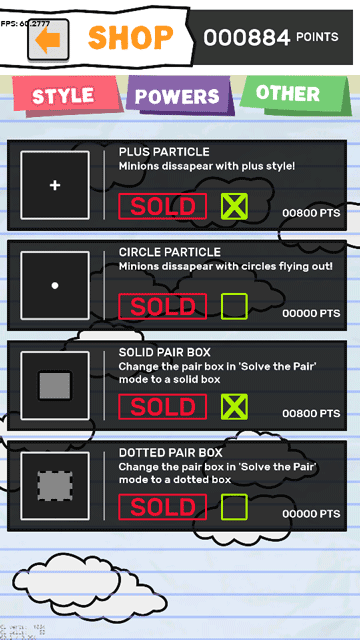 FPS: 60.2777
SHOP
000884 POINTS
STYLE
POWERS
OTHER
PLUS PARTICLE
Minions dissapear with plus style!
SOLD
00800 PTS
CIRCLE PARTICLE
Minions dissapear with circles flying out!
SOLD
00000 PTS
SOLID PAIR BOX
Change the pair box in 'Solve the Pair'
mode to a solid box
SOLD
00800 PTS
DOTTED PAIR BOX
Change the pair box in 'Solve the Pair'
mode to a dotted box
SOLD
00000 PTS